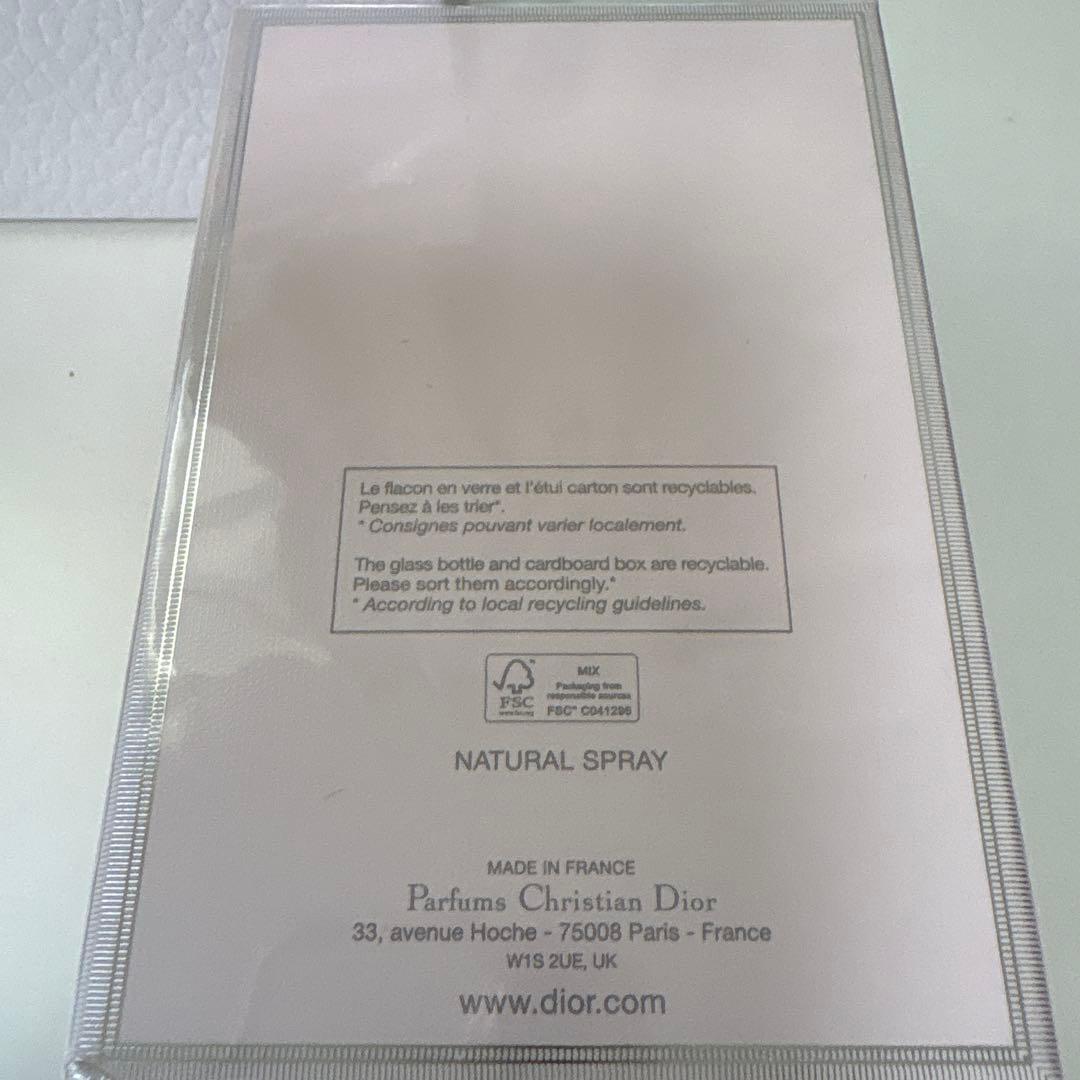 Le flacon en verre et l'étui carton sont recyclables.
Pensez à les trier*.
* Consignes pouvant varier localement.
The glass bottle and cardboard box are recyclable.
Please sort them accordingly.*
* According to local recycling guidelines.
FSC
MIX
Packaging from
responsible sources
FSC™ C041296
NATURAL SPRAY
MADE IN FRANCE
Parfums Christian Dior
33, avenue Hoche - 75008 Paris - France
W1S 2UE, UK
www.dior.com